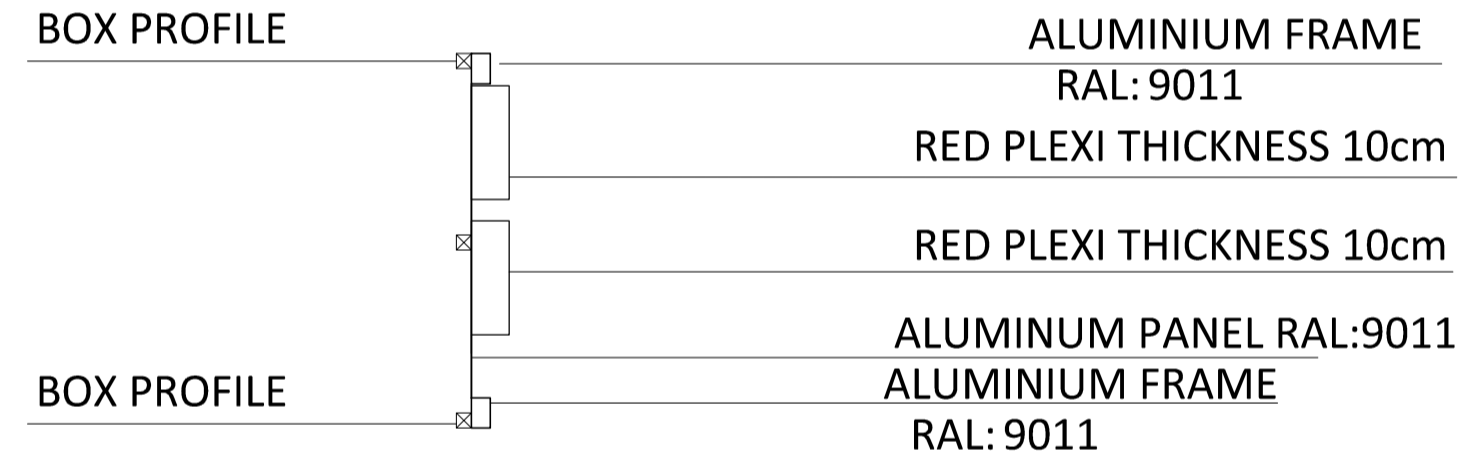 BOX PROFILE
ALUMINIUM FRAME
RAL: 9011
RED PLEXI THICKNESS 10cm
RED PLEXI THICKNESS 10cm
ALUMINUM PANEL RAL:9011
BOX PROFILE
ALUMINIUM FRAME
RAL: 9011